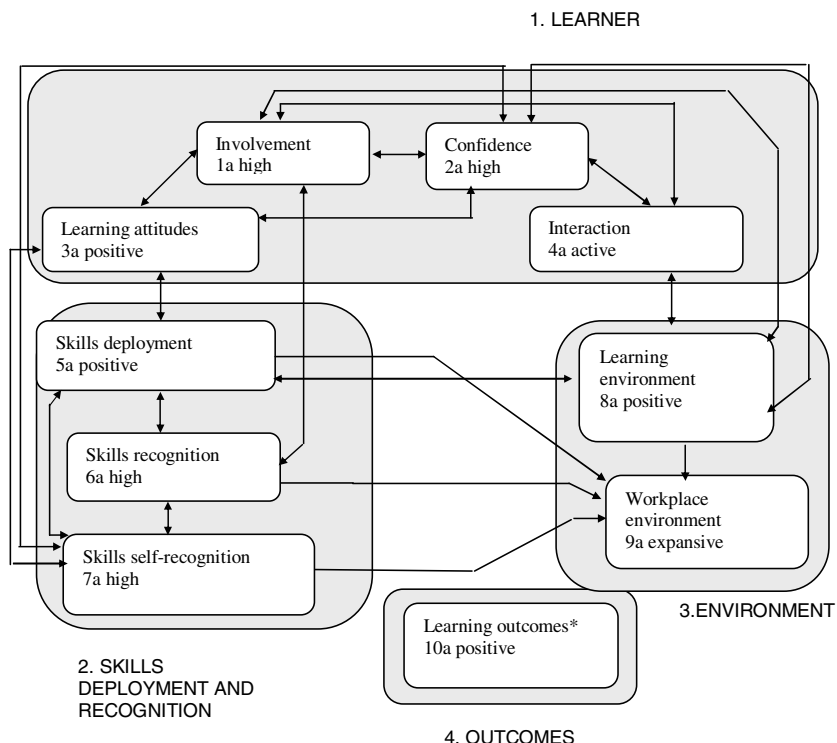 1. LEARNER
Involvement
1a high
Confidence
2a high
Learning attitudes
3a positive
Interaction
4a active
Skills deployment
5a positive
Learning
environment
8a positive
Skills recognition
6a high
Workplace
environment
9a expansive
Skills self-recognition
7a high
3.ENVIRONMENT
Learning outcomes*
10a positive
2. SKILLS
DEPLOYMENT AND
RECOGNITION
4. OUTCOMES